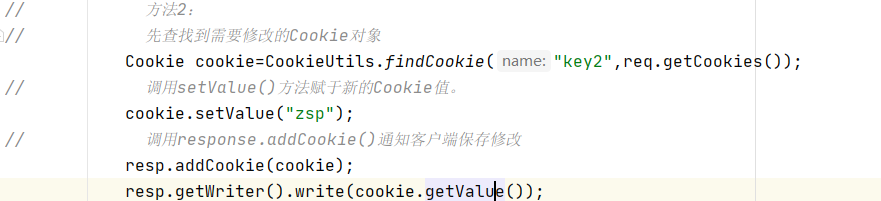 //            方法2：
//            先查找到需要修改的Cookie对象
Cookie cookie=CookieUtils.findCookie( name: "key2",req.getCookies());
//            调用setValue()方法赋于新的Cookie值。
cookie.setValue("zsp");
//            调用response.addCookie()通知客户端保存修改
resp.addCookie(cookie);
resp.getWriter().write(cookie.getValue());